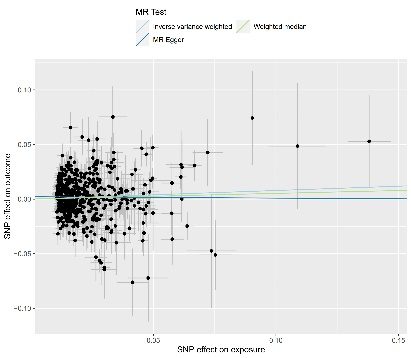 MR Test
Inverse variance weighted
Weighted median
MR Egger
0.10
0.05
0.00
−0.05
−0.10
SNP effect on outcome
0.05
0.10
0.15
SNP effect on exposure